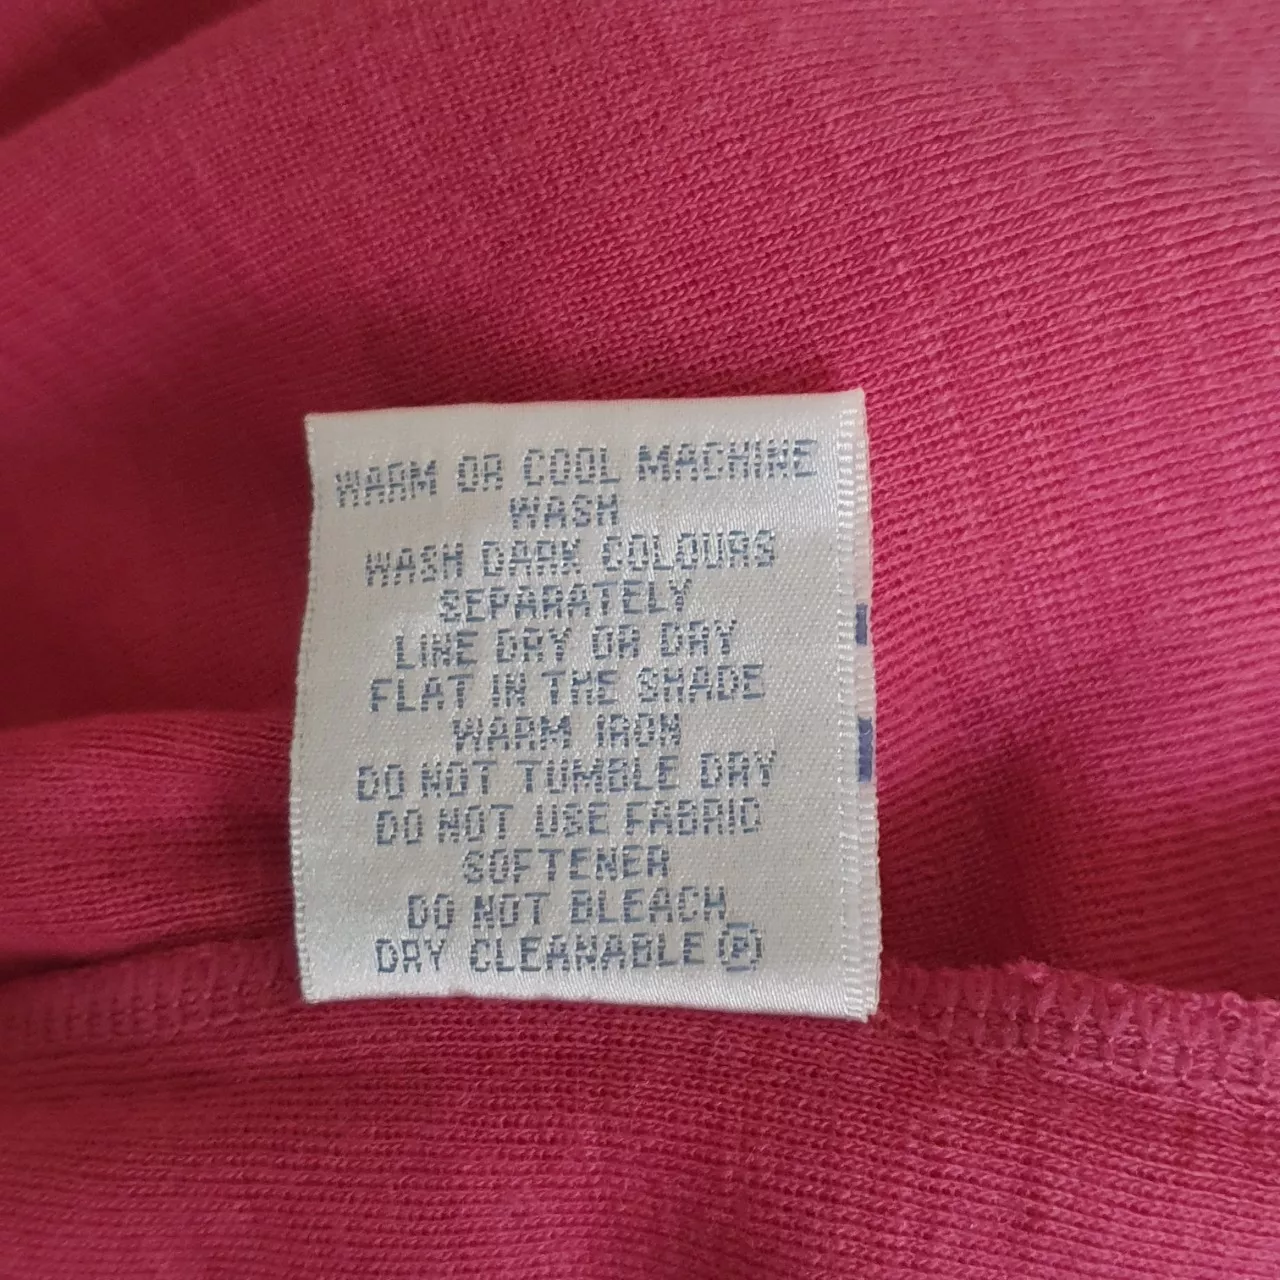 WARM OR COOL MACHINE
WASH
WASH DARK COLOURS
SEPARATELY
LINE DRY OR DRY
FLAT IN THE SHADE
WARM IRON
DO NOT TUMBLE DRY
DO NOT USE FABRIC
SOFTENER
DO NOT BLEACH
DRY CLEANABLE Ⓟ